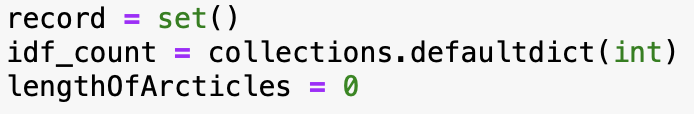 record = set()
idf_count = collections.defaultdict(int)
lengthOfArcticles = 0